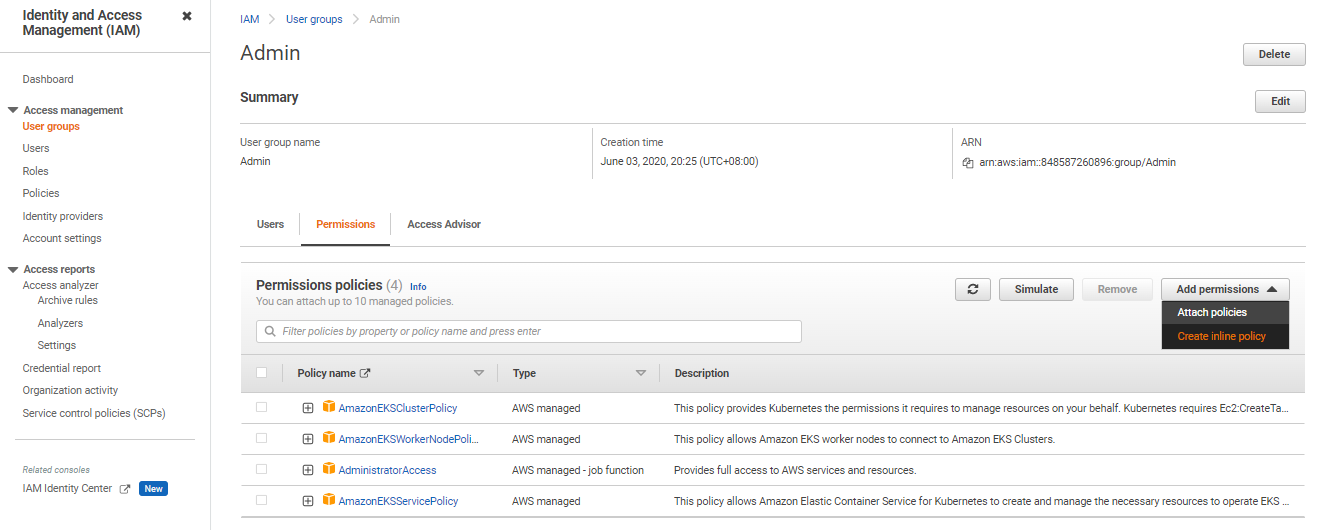 Identity and Access
Management (IAM)
Dashboard
Access management
User groups
Users
Roles
Policies
Identity providers
Account settings
Access reports
Access analyzer
Archive rules
Analyzers
Settings
Credential report
Organization activity
Service control policies (SCPs)
Related consoles
IAM Identity Center New
IAM User groups Admin
Admin
Delete
Summary
Edit
User group name
Admin
Creation time
June 03, 2020, 20:25 (UTC+08:00)
ARN
arn:aws:iam::848587260896:group/Admin
Users Permissions Access Advisor
Permissions policies (4) Info
You can attach up to 10 managed policies.
Simulate Remove Add permissions
Attach policies
Create inline policy
Filter policies by property or policy name and press enter
Policy name Type Description
AmazonEKSClusterPolicy AWS managed This policy provides Kubernetes the permissions it requires to manage resources on your behalf. Kubernetes requires Ec2:CreateTa...
AmazonEKSWorkerNodePoli... AWS managed This policy allows Amazon EKS worker nodes to connect to Amazon EKS Clusters.
AdministratorAccess AWS managed - job function Provides full access to AWS services and resources.
AmazonEKSServicePolicy AWS managed This policy allows Amazon Elastic Container Service for Kubernetes to create and manage the necessary resources to operate EKS ...